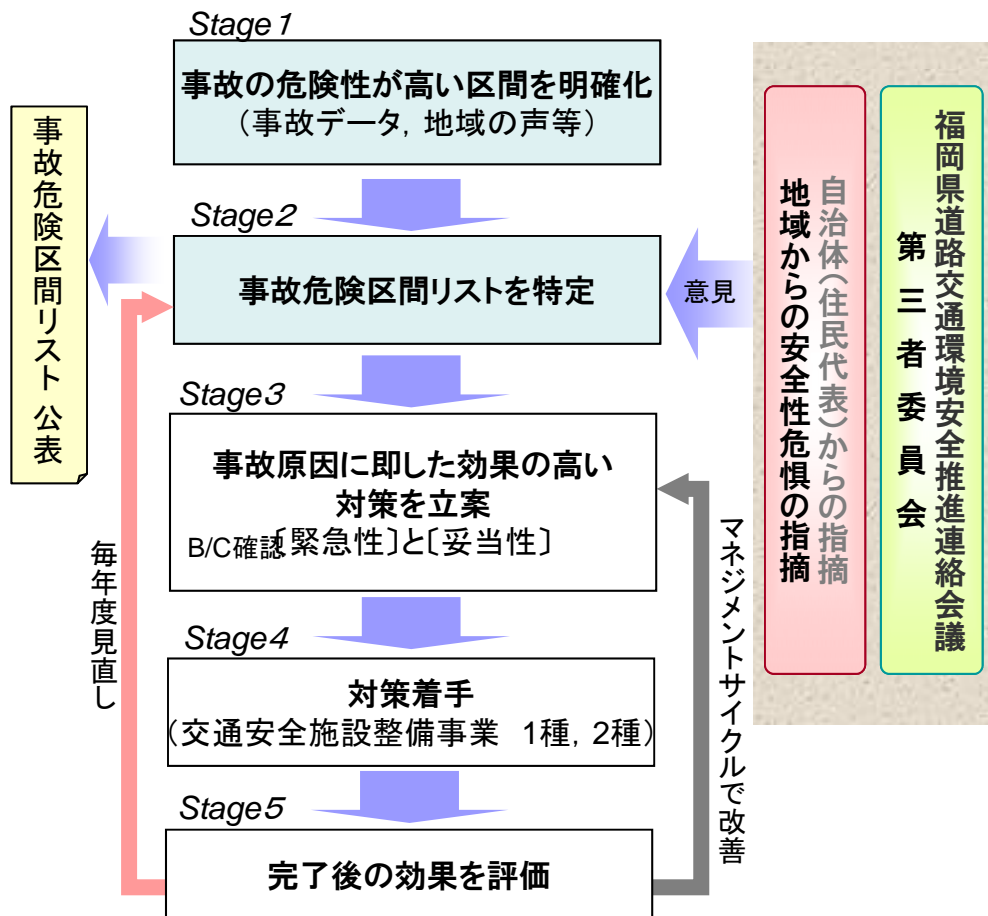 Stage1
事故の危険性が高い区間を明確化
（事故データ, 地域の声等）
Stage2
事故危険区間リストを特定
事故危険区間リスト 公表
意見
Stage3
事故原因に即した効果の高い
対策を立案
B/C確認〔緊急性〕と〔妥当性〕
Stage4
対策着手
（交通安全施設整備事業　1種, 2種）
Stage5
完了後の効果を評価
毎年度見直し
マネジメントサイクルで改善
福岡県道路交通環境安全推進連絡会議
第三者委員会
自治体（住民代表）からの指摘
地域からの安全性危惧の指摘